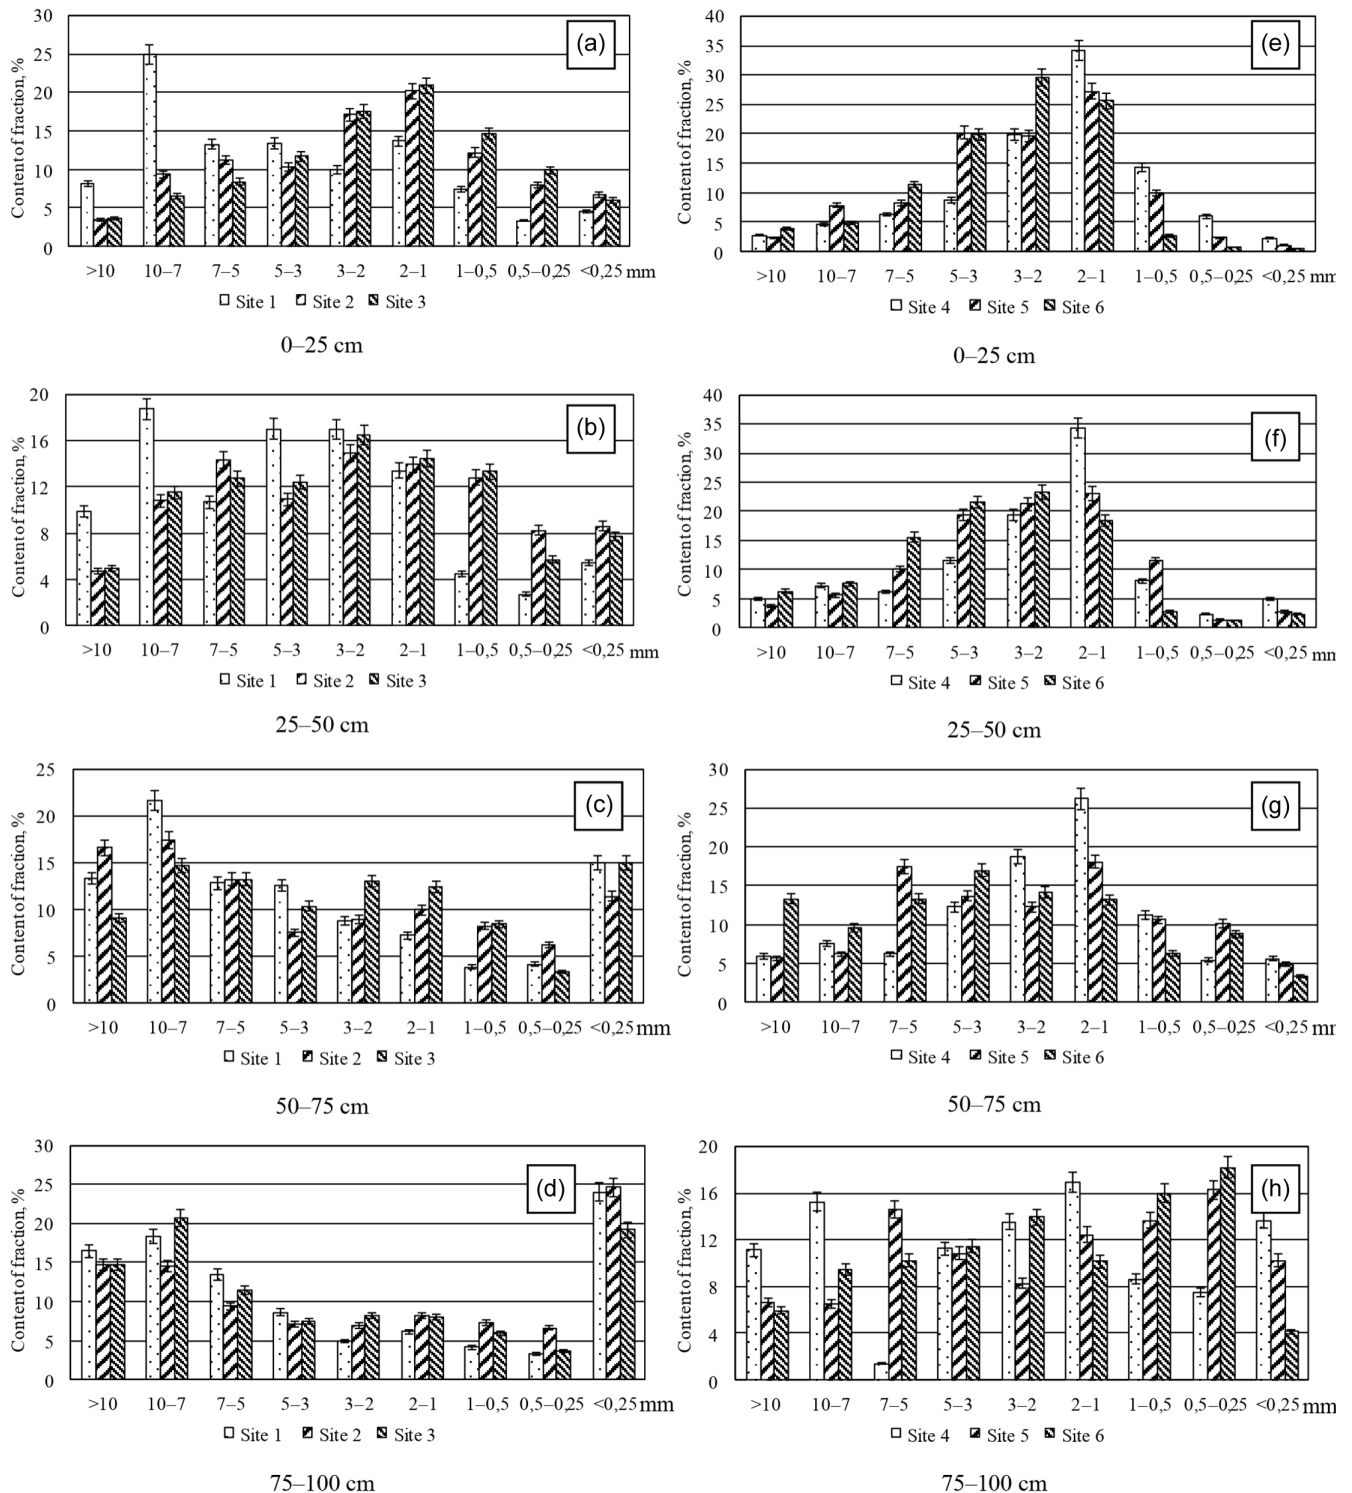 (a)
Content of fraction, %
30
25
20
15
10
5
0
>10 10–7 7–5 5–3 3–2 2–1 1–0,5 0,5–0,25 <0,25 mm
Site 1 Site 2 Site 3
0–25 cm
(e)
Content of fraction, %
40
35
30
25
20
15
10
5
0
>10 10–7 7–5 5–3 3–2 2–1 1–0,5 0,5–0,25 <0,25 mm
Site 4 Site 5 Site 6
0–25 cm
(b)
Content of fraction, %
20
16
12
8
4
0
>10 10–7 7–5 5–3 3–2 2–1 1–0,5 0,5–0,25 <0,25 mm
Site 1 Site 2 Site 3
25–50 cm
(f)
Content of fraction, %
40
35
30
25
20
15
10
5
0
>10 10–7 7–5 5–3 3–2 2–1 1–0,5 0,5–0,25 <0,25 mm
Site 4 Site 5 Site 6
25–50 cm
(c)
Content of fraction, %
25
20
15
10
5
0
>10 10–7 7–5 5–3 3–2 2–1 1–0,5 0,5–0,25 <0,25 mm
Site 1 Site 2 Site 3
50–75 cm
(g)
Content of fraction, %
30
25
20
15
10
5
0
>10 10–7 7–5 5–3 3–2 2–1 1–0,5 0,5–0,25 <0,25 mm
Site 4 Site 5 Site 6
50–75 cm
(d)
Content of fraction, %
30
25
20
15
10
5
0
>10 10–7 7–5 5–3 3–2 2–1 1–0,5 0,5–0,25 <0,25 mm
Site 1 Site 2 Site 3
75–100 cm
(h)
Content of fraction, %
20
16
12
8
4
0
>10 10–7 7–5 5–3 3–2 2–1 1–0,5 0,5–0,25 <0,25 mm
Site 4 Site 5 Site 6
75–100 cm